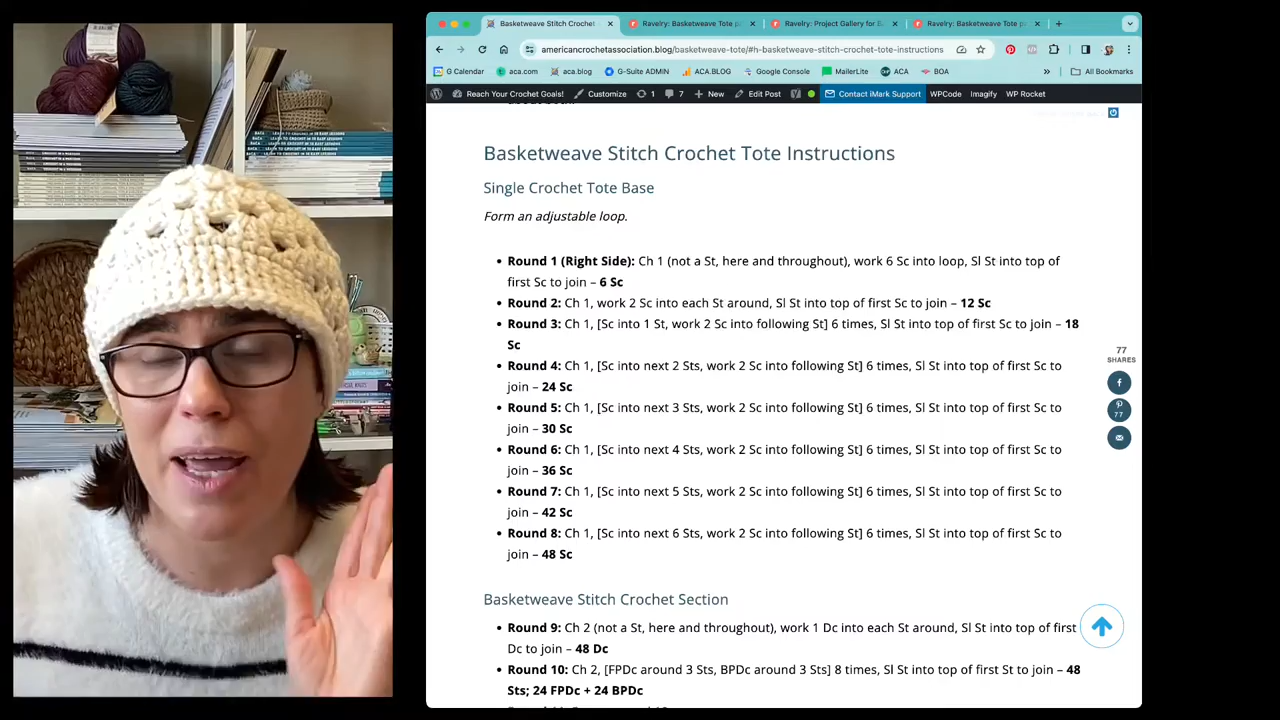 Basketweave Stitch Crochet
Ravelry: Basketweave Tote p
Ravelry: Project Gallery for B
Ravelry: Basketweave Tote p
americancrochetassociation.blog/basketweave-tote/#h-basketweave-stitch-crochet-tote-instructions
G Calendar
aca.com
aca.blog
G-Suite ADMIN
ACA.BLOG
Google Console
MailerLite
ACA
BOA
All Bookmarks
Reach Your Crochet Goals!
Customize
1
7
New
Edit Post
Contact iMark Support
WPCode
Imagify
WP Rocket
Basketweave Stitch Crochet Tote Instructions
Single Crochet Tote Base
Form an adjustable loop.
• Round 1 (Right Side): Ch 1 (not a St, here and throughout), work 6 Sc into loop, Sl St into top of
first Sc to join – 6 Sc
• Round 2: Ch 1, work 2 Sc into each St around, Sl St into top of first Sc to join – 12 Sc
• Round 3: Ch 1, [Sc into 1 St, work 2 Sc into following St] 6 times, Sl St into top of first Sc to join – 18
Sc
• Round 4: Ch 1, [Sc into next 2 Sts, work 2 Sc into following St] 6 times, Sl St into top of first Sc to
join – 24 Sc
• Round 5: Ch 1, [Sc into next 3 Sts, work 2 Sc into following St] 6 times, Sl St into top of first Sc to
join – 30 Sc
• Round 6: Ch 1, [Sc into next 4 Sts, work 2 Sc into following St] 6 times, Sl St into top of first Sc to
join – 36 Sc
• Round 7: Ch 1, [Sc into next 5 Sts, work 2 Sc into following St] 6 times, Sl St into top of first Sc to
join – 42 Sc
• Round 8: Ch 1, [Sc into next 6 Sts, work 2 Sc into following St] 6 times, Sl St into top of first Sc to
join – 48 Sc
77
SHARES
77
Basketweave Stitch Crochet Section
• Round 9: Ch 2 (not a St, here and throughout), work 1 Dc into each St around, Sl St into top of first
Dc to join – 48 Dc
• Round 10: Ch 2, [FPDc around 3 Sts, BPDc around 3 Sts] 8 times, Sl St into top of first St to join – 48
Sts; 24 FPDc + 24 BPDc